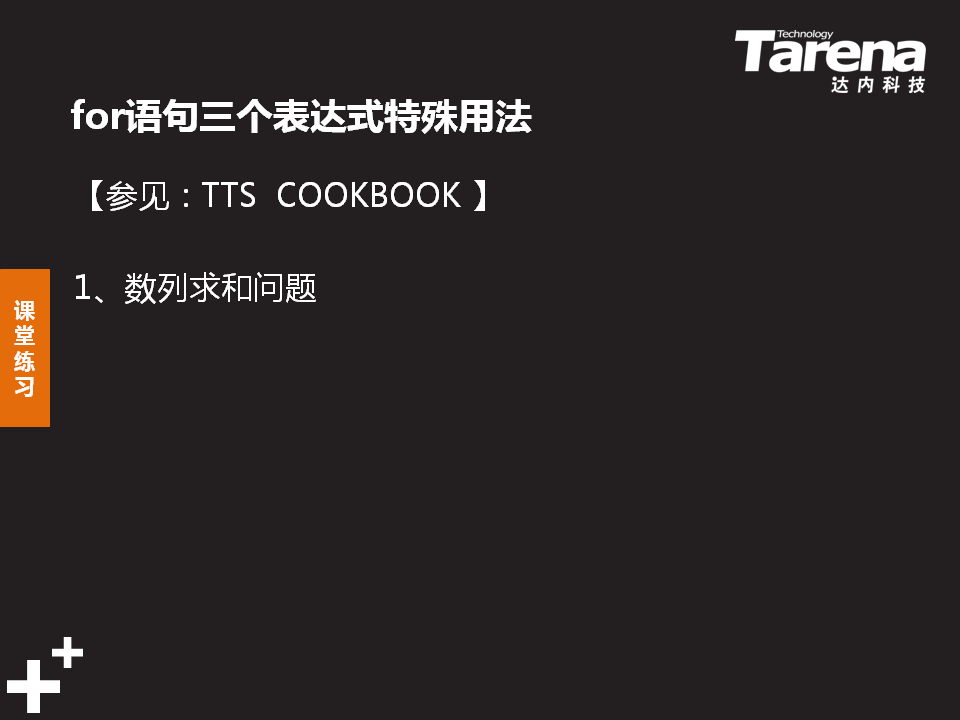 Technology
Tarena
达内科技
for语句三个表达式特殊用法
【参见：TTS COOKBOOK 】
1、数列求和问题
课堂练习